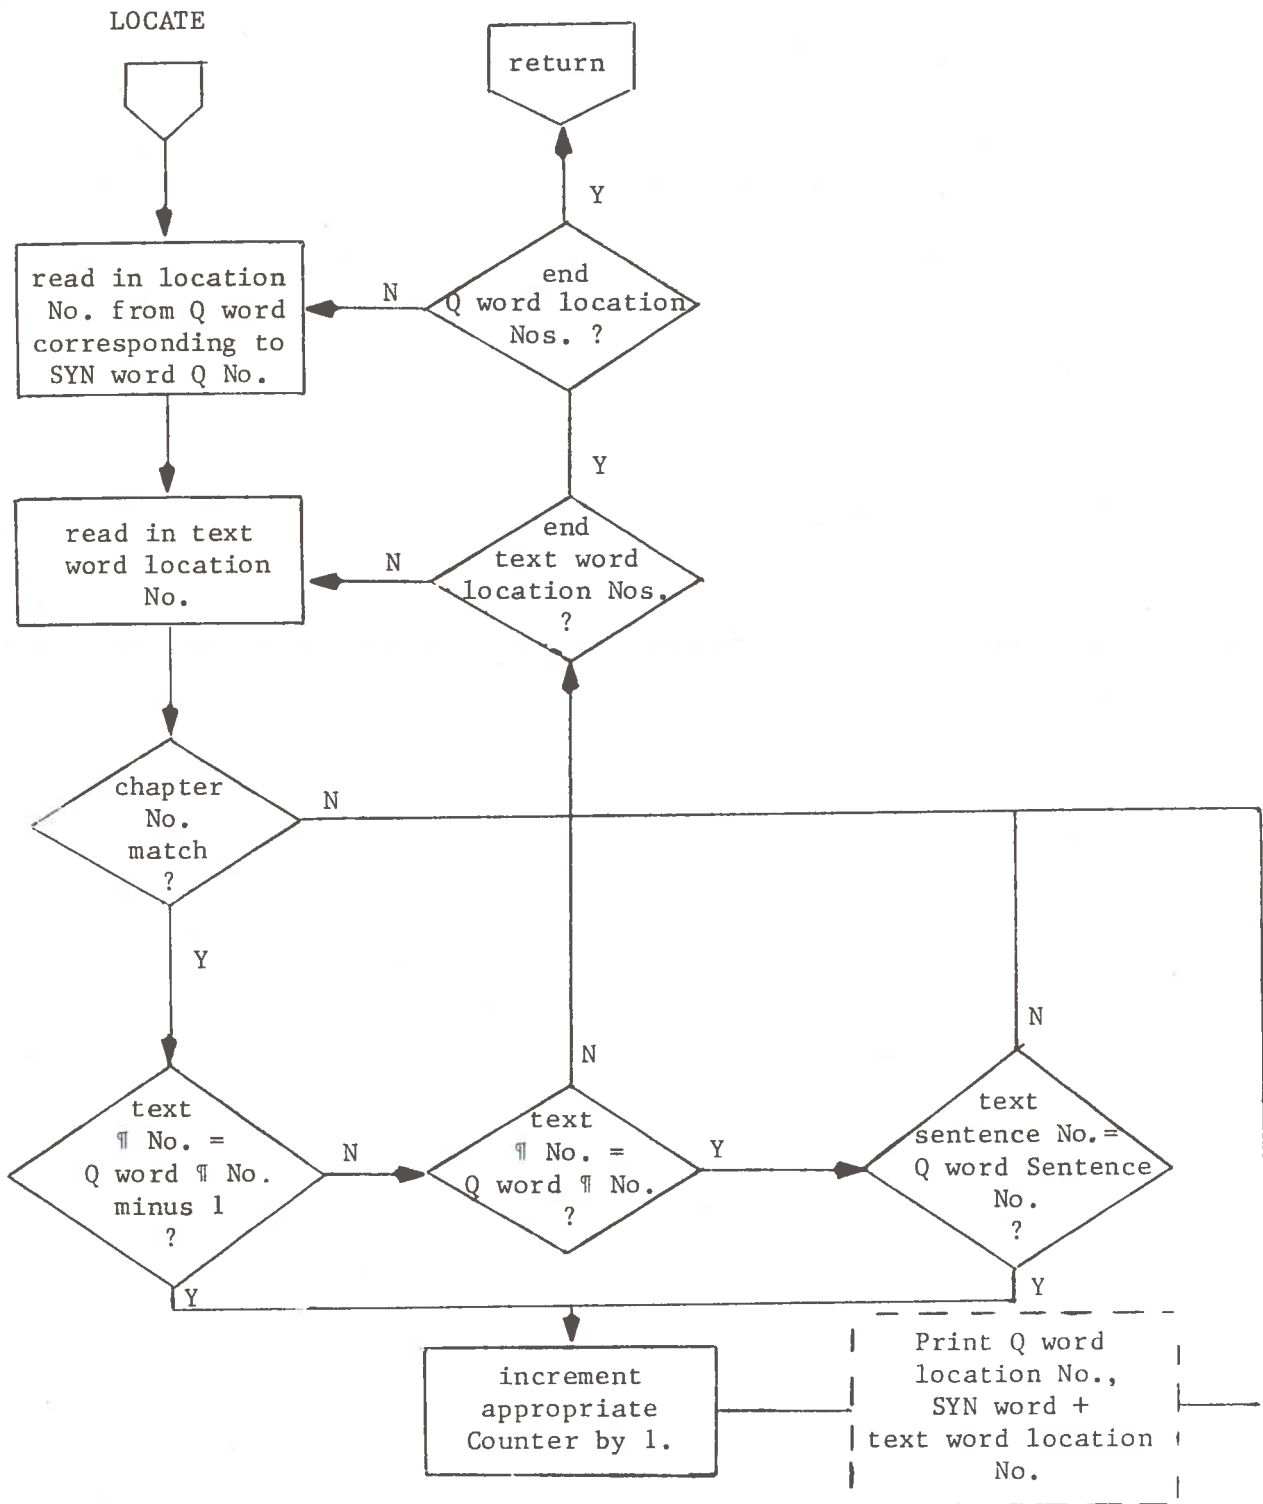 LOCATE
return
Y
end
Q word location
Nos. ?
N
read in location
No. from Q word
corresponding to
SYN word Q No.
Y
end
text word
location Nos.
?
N
read in text
word location
No.
chapter
No.
match
?
N
Y
N
N
text
¶ No. =
Q word ¶ No.
minus 1
?
N
text
¶ No. =
Q word ¶ No.
?
Y
text
sentence No.=
Q word Sentence
No.
?
Y
Y
increment
appropriate
Counter by 1.
Print Q word
location No.,
SYN word +
text word location
No.